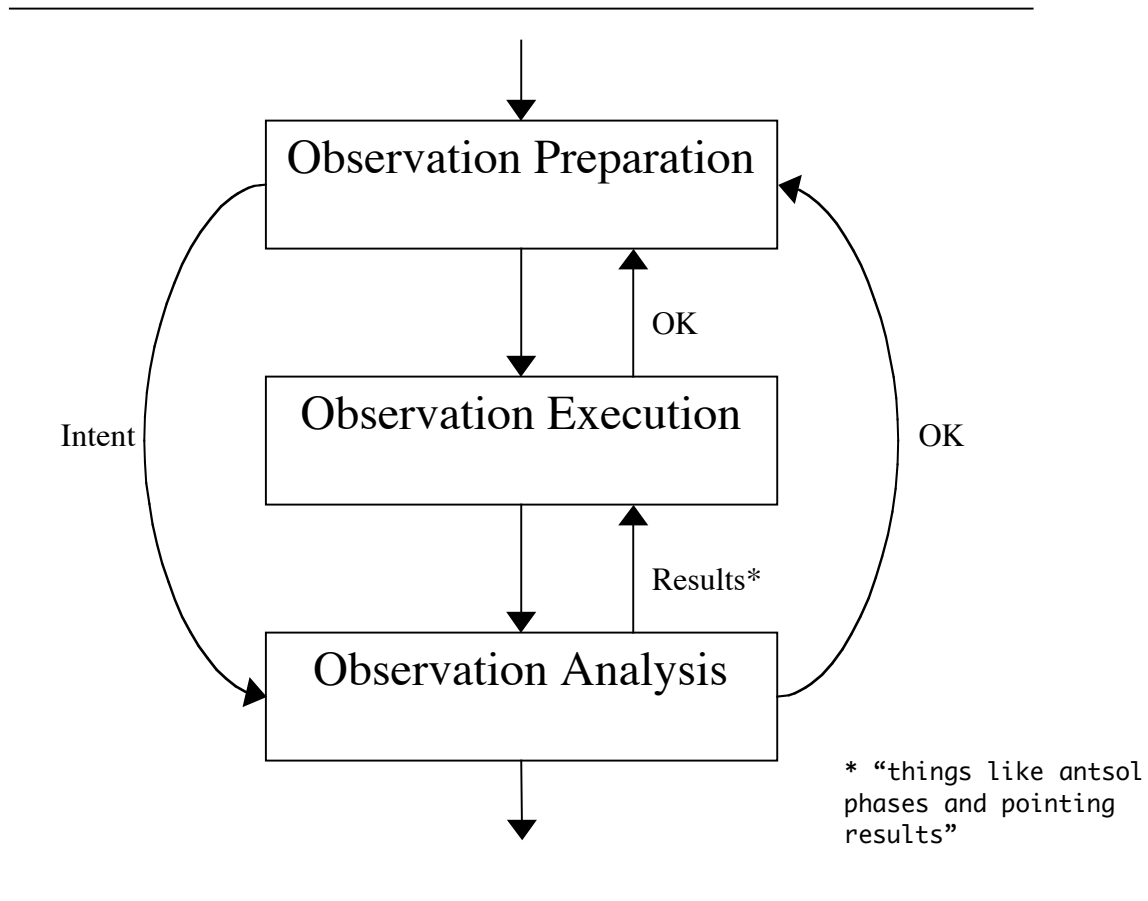 Observation Preparation
OK
Observation Execution
Intent
OK
Results*
Observation Analysis
* “things like antsol
phases and pointing
results”